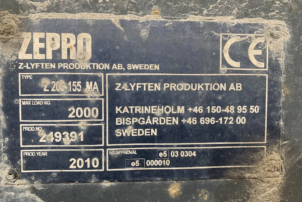 ZEPRO
Z-LYFTEN PRODUKTION AB, SWEDEN
CE
TYPE
Z 200-155 MA
MAX LOAD KG.
2000
PROD.NO.
249391
PROD.YEAR
2010
Z-LYFTEN PRODUKTION AB
KATRINEHOLM +46 150-48 95 50
BISPGÅRDEN +46 696-172 00
SWEDEN
e5 03 0304
e5 000010